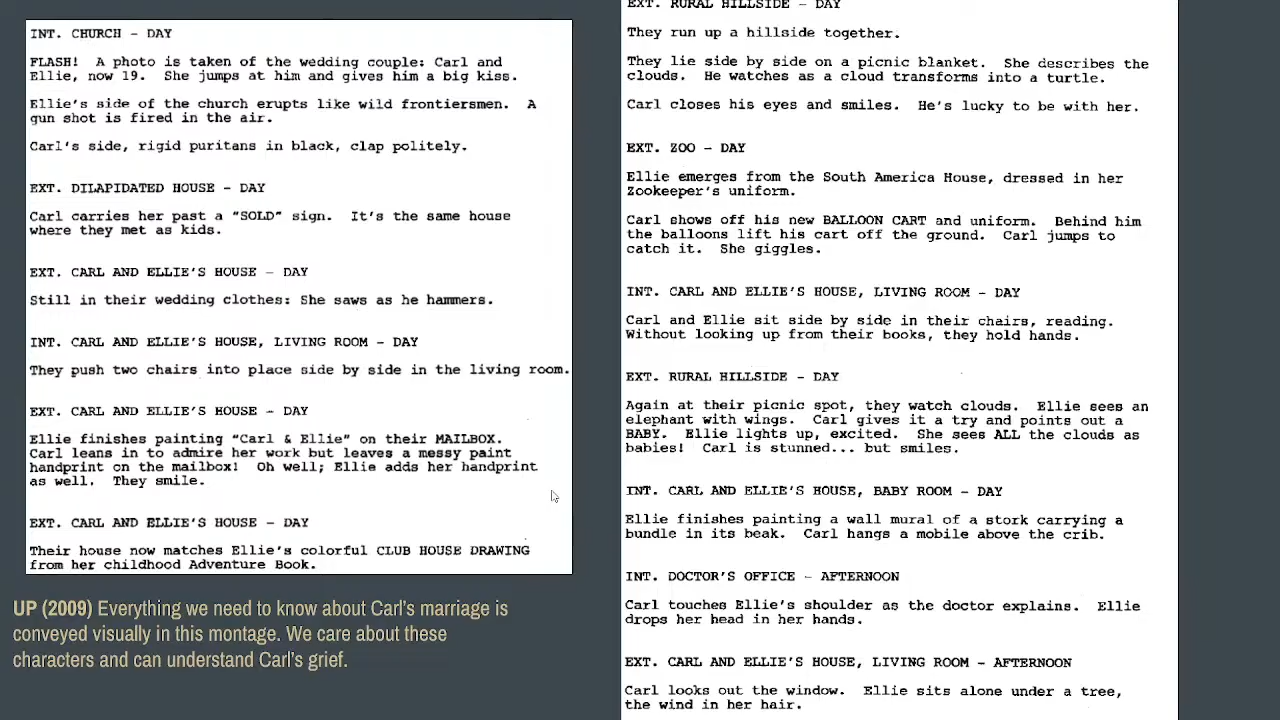 INT. CHURCH - DAY
FLASH! A photo is taken of the wedding couple: Carl and
Ellie, now 19. She jumps at him and gives him a big kiss.
Ellie's side of the church erupts like wild frontiersmen. A
gun shot is fired in the air.
Carl's side, rigid puritans in black, clap politely.
EXT. DILAPIDATED HOUSE - DAY
Carl carries her past a "SOLD" sign. It's the same house
where they met as kids.
EXT. CARL AND ELLIE'S HOUSE - DAY
Still in their wedding clothes: She saws as he hammers.
INT. CARL AND ELLIE'S HOUSE, LIVING ROOM - DAY
They push two chairs into place side by side in the living room.
EXT. CARL AND ELLIE'S HOUSE - DAY
Ellie finishes painting "Carl & Ellie" on their MAILBOX.
Carl leans in to admire her work but leaves a messy paint
handprint on the mailbox! Oh well; Ellie adds her handprint
as well. They smile.
EXT. CARL AND ELLIE'S HOUSE - DAY
Their house now matches Ellie's colorful CLUB HOUSE DRAWING
from her childhood Adventure Book.
UP (2009) Everything we need to know about Carl's marriage is
conveyed visually in this montage. We care about these
characters and can understand Carl's grief.
EXT. RURAL HILLSIDE - DAY
They run up a hillside together.
They lie side by side on a picnic blanket. She describes the
clouds. He watches as a cloud transforms into a turtle.
Carl closes his eyes and smiles. He's lucky to be with her.
EXT. ZOO - DAY
Ellie emerges from the South America House, dressed in her
Zookeeper's uniform.
Carl shows off his new BALLOON CART and uniform. Behind him
the balloons lift his cart off the ground. Carl jumps to
catch it. She giggles.
INT. CARL AND ELLIE'S HOUSE, LIVING ROOM - DAY
Carl and Ellie sit side by side in their chairs, reading.
Without looking up from their books, they hold hands.
EXT. RURAL HILLSIDE - DAY
Again at their picnic spot, they watch clouds. Ellie sees an
elephant with wings. Carl gives it a try and points out a
BABY. Ellie lights up, excited. She sees ALL the clouds as
babies! Carl is stunned... but smiles.
INT. CARL AND ELLIE'S HOUSE, BABY ROOM - DAY
Ellie finishes painting a wall mural of a stork carrying a
bundle in its beak. Carl hangs a mobile above the crib.
INT. DOCTOR'S OFFICE - AFTERNOON
Carl touches Ellie's shoulder as the doctor explains. Ellie
drops her head in her hands.
EXT. CARL AND ELLIE'S HOUSE, LIVING ROOM - AFTERNOON
Carl looks out the window. Ellie sits alone under a tree,
the wind in her hair.